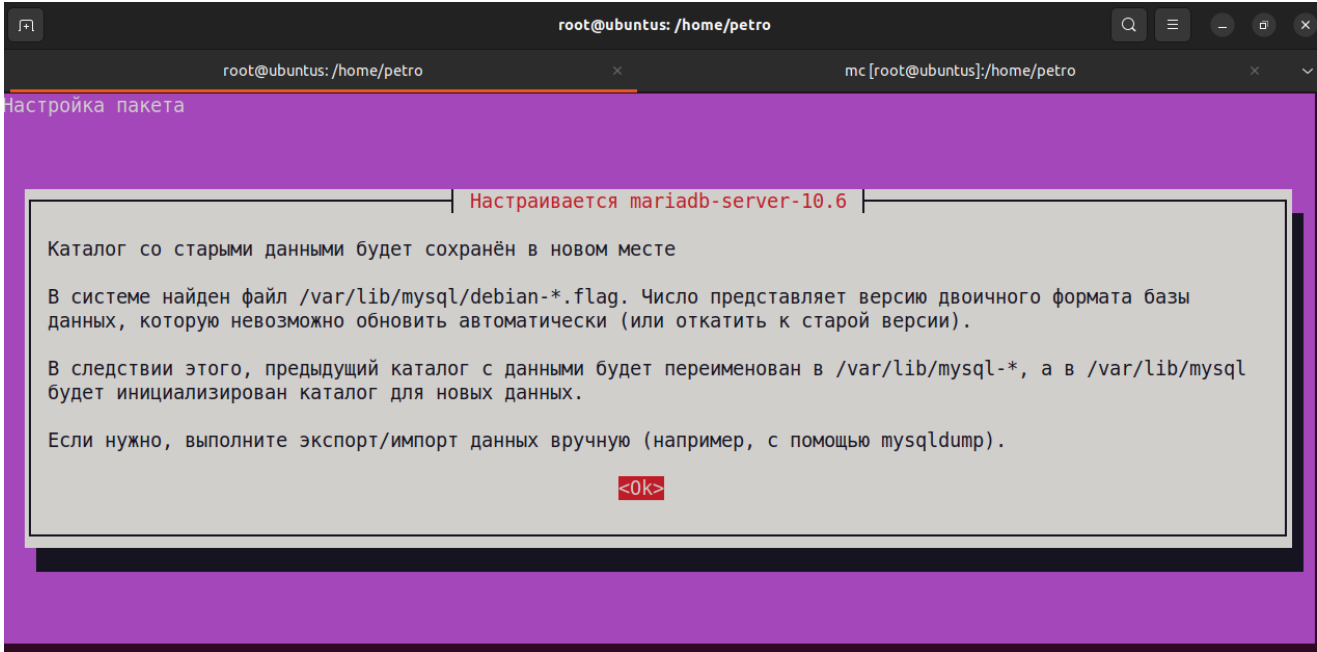 root@ubuntus: /home/petro
root@ubuntus: /home/petro
mc [root@ubuntus]:/home/petro
Настройка пакета
Настраивается mariadb-server-10.6
Каталог со старыми данными будет сохранён в новом месте
В системе найден файл /var/lib/mysql/debian-*.flag. Число представляет версию двоичного формата базы
данных, которую невозможно обновить автоматически (или откатить к старой версии).
В следствии этого, предыдущий каталог с данными будет переименован в /var/lib/mysql-*, а в /var/lib/mysql
будет инициализирован каталог для новых данных.
Если нужно, выполните экспорт/импорт данных вручную (например, с помощью mysqldump).
<Ok>